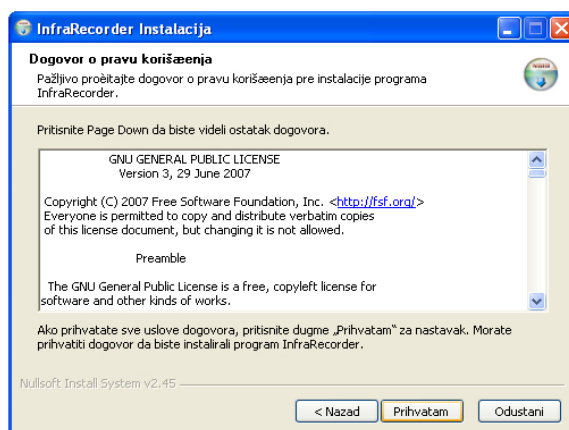 InfraRecorder Instalacija
Dogovor o pravu korišæenja
Pažljivo proèitajte dogovor o pravu korišæenja pre instalacije programa
InfraRecorder.
Pritisnite Page Down da biste videli ostatak dogovora.
GNU GENERAL PUBLIC LICENSE
Version 3, 29 June 2007
Copyright (C) 2007 Free Software Foundation, Inc. <http://fsf.org/>
Everyone is permitted to copy and distribute verbatim copies
of this license document, but changing it is not allowed.
Preamble
The GNU General Public License is a free, copyleft license for
software and other kinds of works.
Ako prihvatate sve uslove dogovora, pritisnite dugme „Prihvatam“ za nastavak. Morate
prihvatiti dogovor da biste instalirali program InfraRecorder.
Nullsoft Install System v2.45
< Nazad Prihvatam Odustani